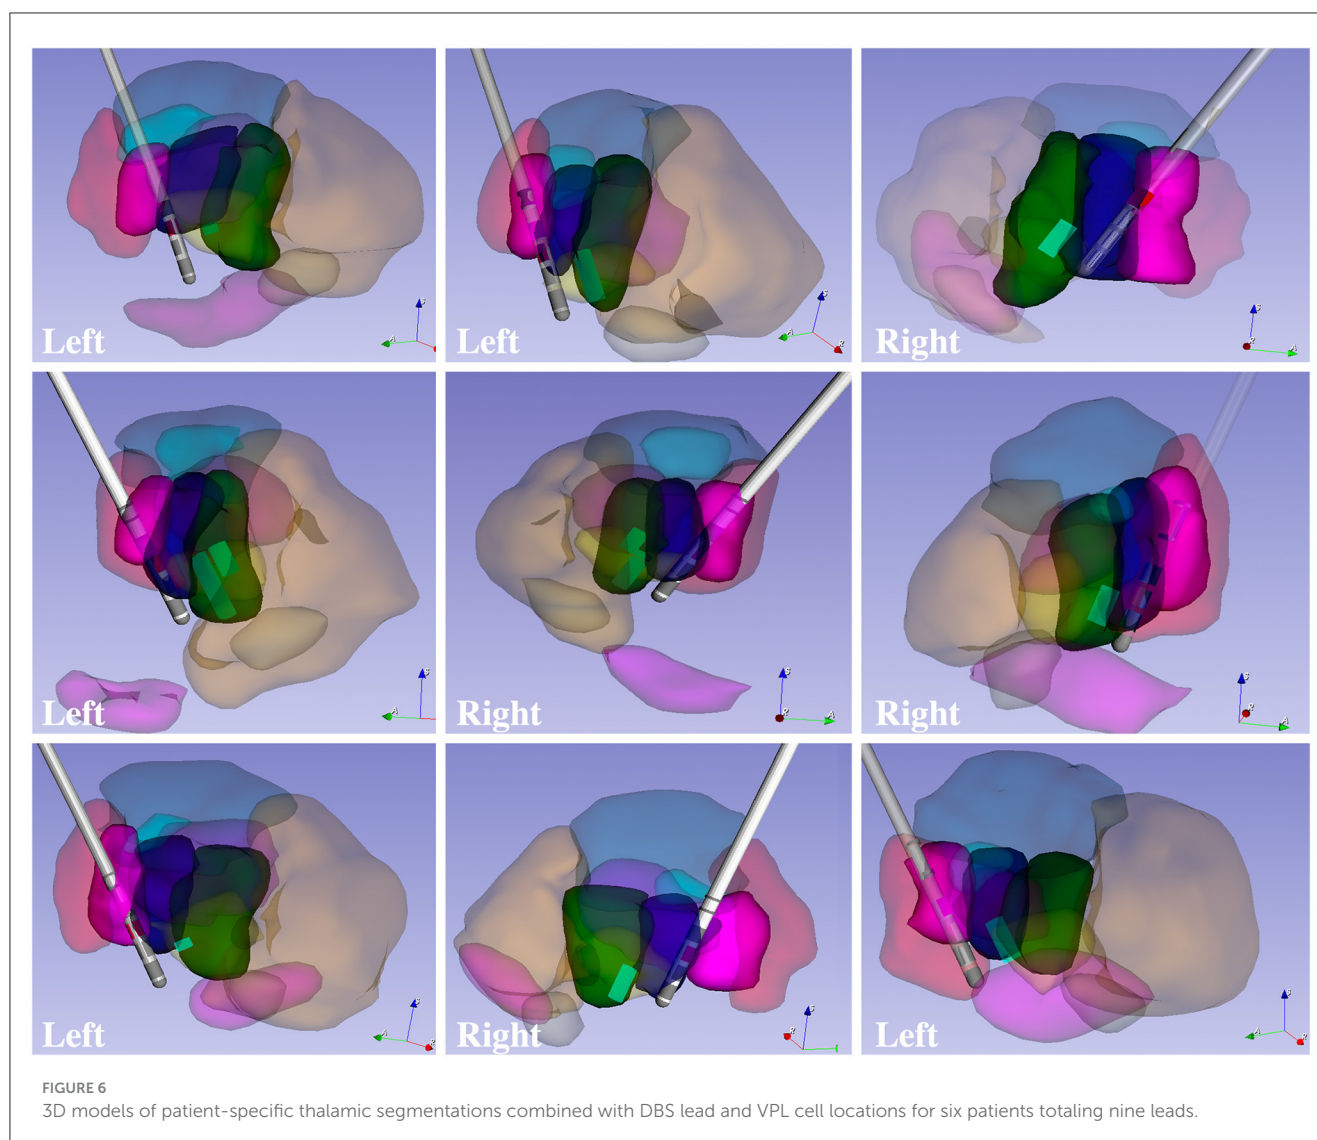 Left
Left
Right
Left
Right
Right
Left
Right
Left
FIGURE 6
3D models of patient-specific thalamic segmentations combined with DBS lead and VPL cell locations for six patients totaling nine leads.